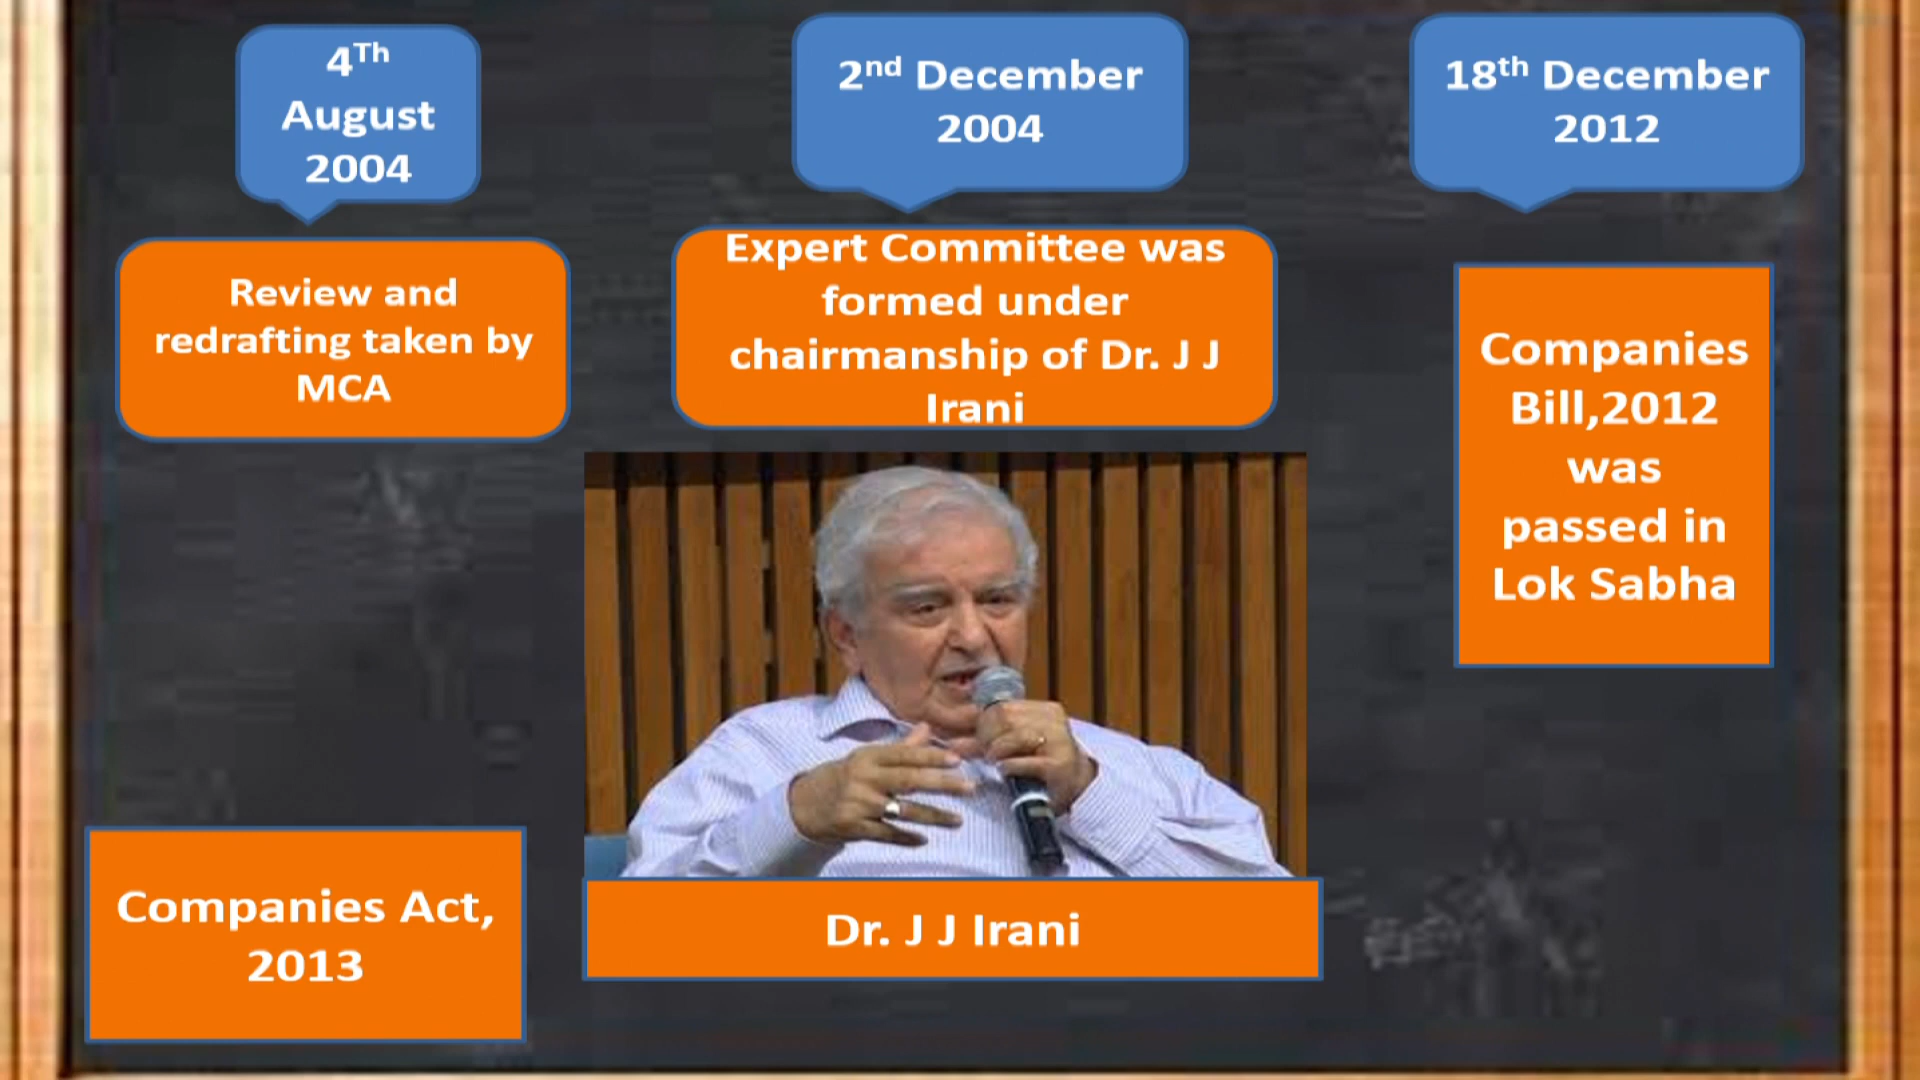 4Th
August
2004
2nd December
2004
18th December
2012
Review and
redrafting taken by
MCA
Expert Committee was
formed under
chairmanship of Dr. J J
Irani
Companies
Bill,2012
was
passed in
Lok Sabha
Companies Act,
2013
Dr. J J Irani